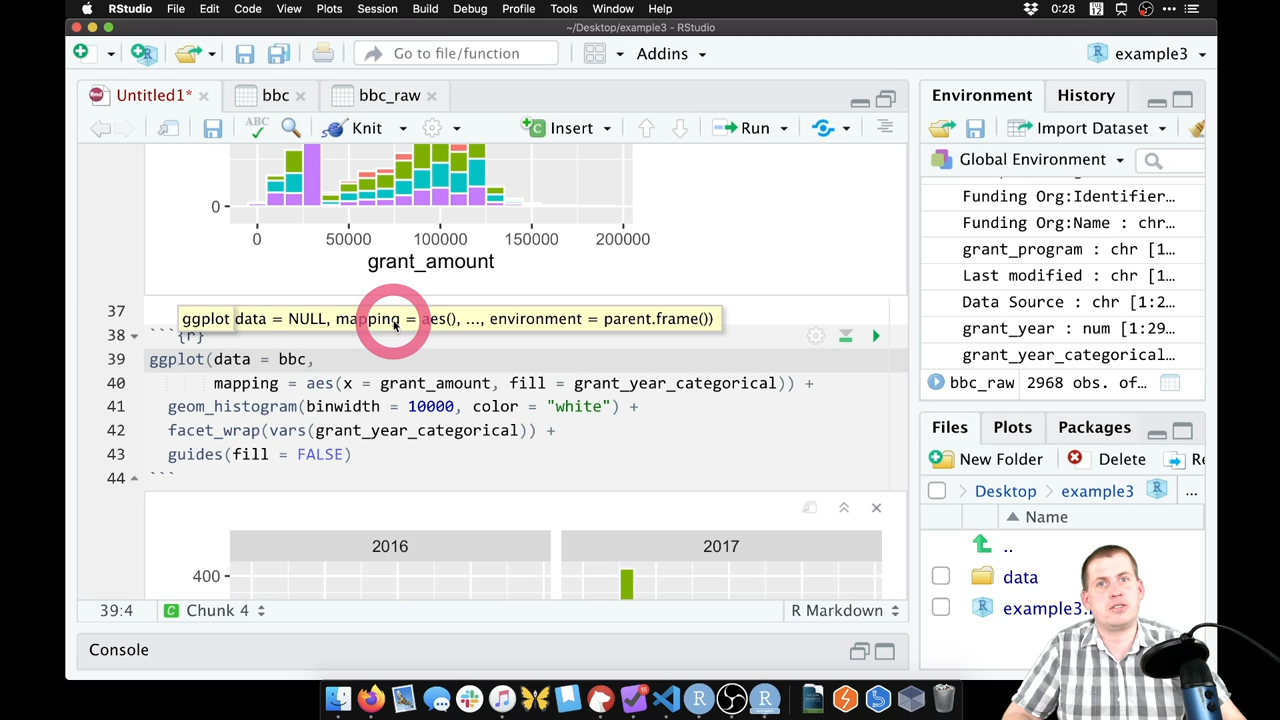 RStudio File Edit Code View Plots Session Build Debug Profile Tools Window Help 0:28 TUE 12
~/Desktop/example3 - RStudio
Go to file/function Addins example3
Untitled1* bbc bbc_raw
ABC Knit Insert Run
0
0 50000 100000 150000 200000
grant_amount
37
ggplot data = NULL, mapping = aes(), ..., environment = parent.frame())
38 ```{r}
39 ggplot(data = bbc,
40 mapping = aes(x = grant_amount, fill = grant_year_categorical)) +
41 geom_histogram(binwidth = 10000, color = "white") +
42 facet_wrap(vars(grant_year_categorical)) +
43 guides(fill = FALSE)
44 ```
2016 2017
400
39:4 Chunk 4 R Markdown
Console
Environment History
Import Dataset
Global Environment
Funding Org:Identifier…
Funding Org:Name : chr…
grant_program : chr [1…
Last modified : chr [1…
Data Source : chr [1:2…
grant_year : num [1:29…
grant_year_categorical…
bbc_raw 2968 obs. of…
Files Plots Packages
New Folder Delete Re
Desktop example3 ...
Name
..
data
example3.